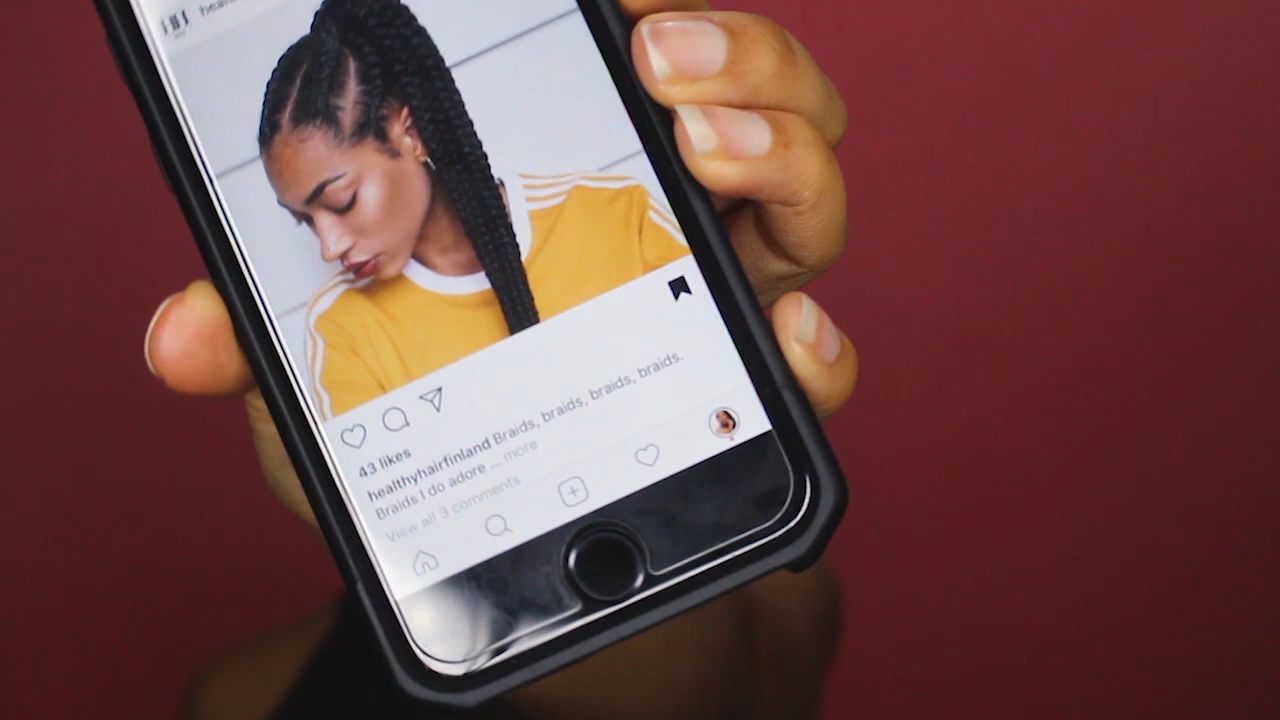 43 likes
healthyhairfinland Braids, braids, braids, braids.
Braids I do adore ... more
View all 3 comments